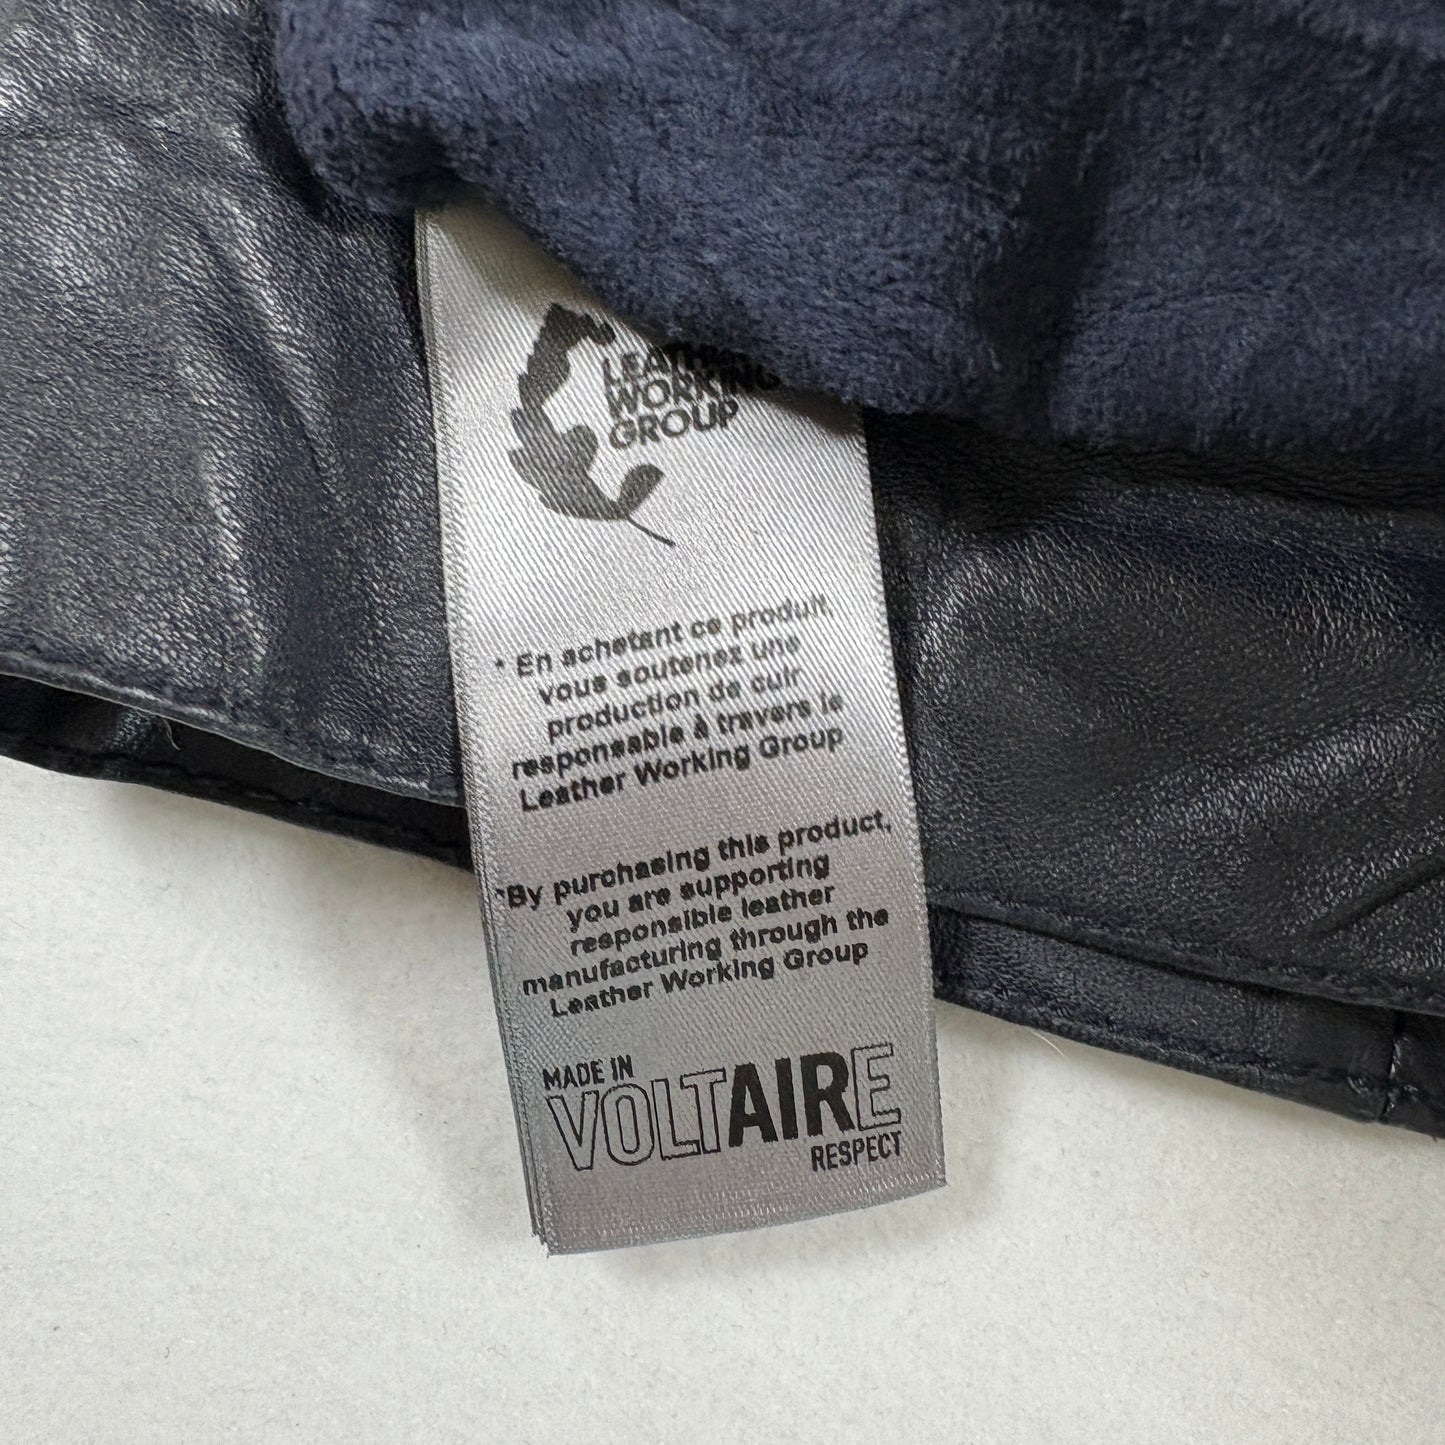 LEATHER
WORKING
GROUP
* En achetant ce produit
vous soutenez une
production de cuir
responsable à travers le
Leather Working Group
*By purchasing this product,
you are supporting
responsible leather
manufacturing through the
Leather Working Group
MADE IN
VOLTAIRE
RESPECT